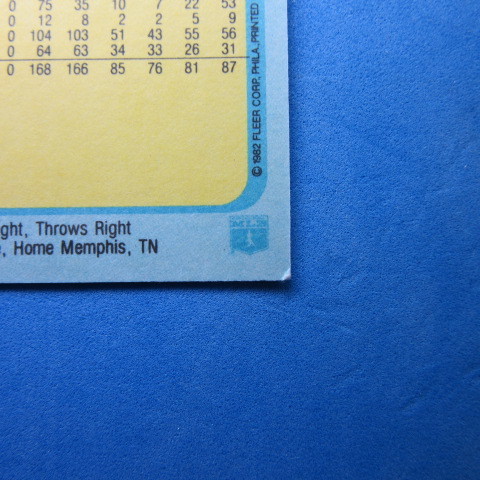 0 75 35 10 7 22 53
0 12 8 2 2 5 9
0 104 103 51 43 55 56
0 64 63 34 33 26 31
0 168 166 85 76 81 87
© 1982 FLEER CORP. PHILA. PRINTED
ght, Throws Right
, Home Memphis, TN